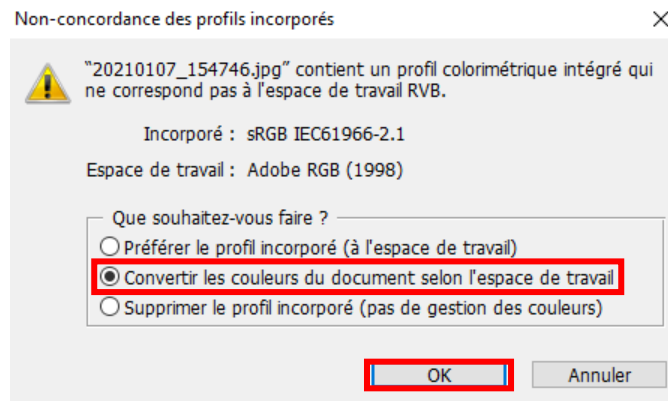 Non-concordance des profils incorporés
“20210107_154746.jpg” contient un profil colorimétrique intégré qui
ne correspond pas à l'espace de travail RVB.
Incorporé : sRGB IEC61966-2.1
Espace de travail : Adobe RGB (1998)
Que souhaitez-vous faire ?
Préférer le profil incorporé (à l'espace de travail)
Convertir les couleurs du document selon l'espace de travail
Supprimer le profil incorporé (pas de gestion des couleurs)
OK Annuler